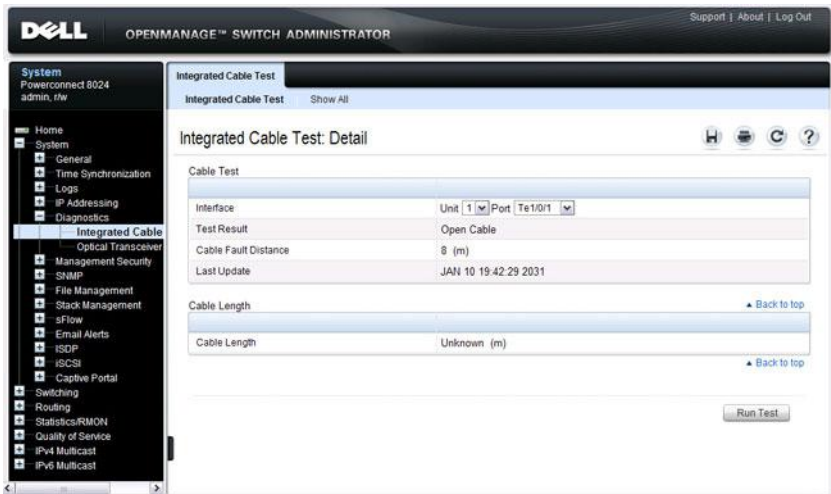 Support | About | Log Out
DELL
OPENMANAGE™ SWITCH ADMINISTRATOR
System
Powerconnect 8024
admin, r/w
Home
System
General
Time Synchronization
Logs
IP Addressing
Diagnostics
Integrated Cable
Optical Transceiver
Management Security
SNMP
File Management
Stack Management
sFlow
Email Alerts
ISDP
iSCSI
Captive Portal
Switching
Routing
Statistics/RMON
Quality of Service
IPv4 Multicast
IPv6 Multicast
Integrated Cable Test
Integrated Cable Test Show All
Integrated Cable Test: Detail
Cable Test
Interface Unit 1 Port Te1/0/1
Test Result Open Cable
Cable Fault Distance 8 (m)
Last Update JAN 10 19:42:29 2031
Cable Length Back to top
Cable Length Unknown (m)
Back to top
Run Test